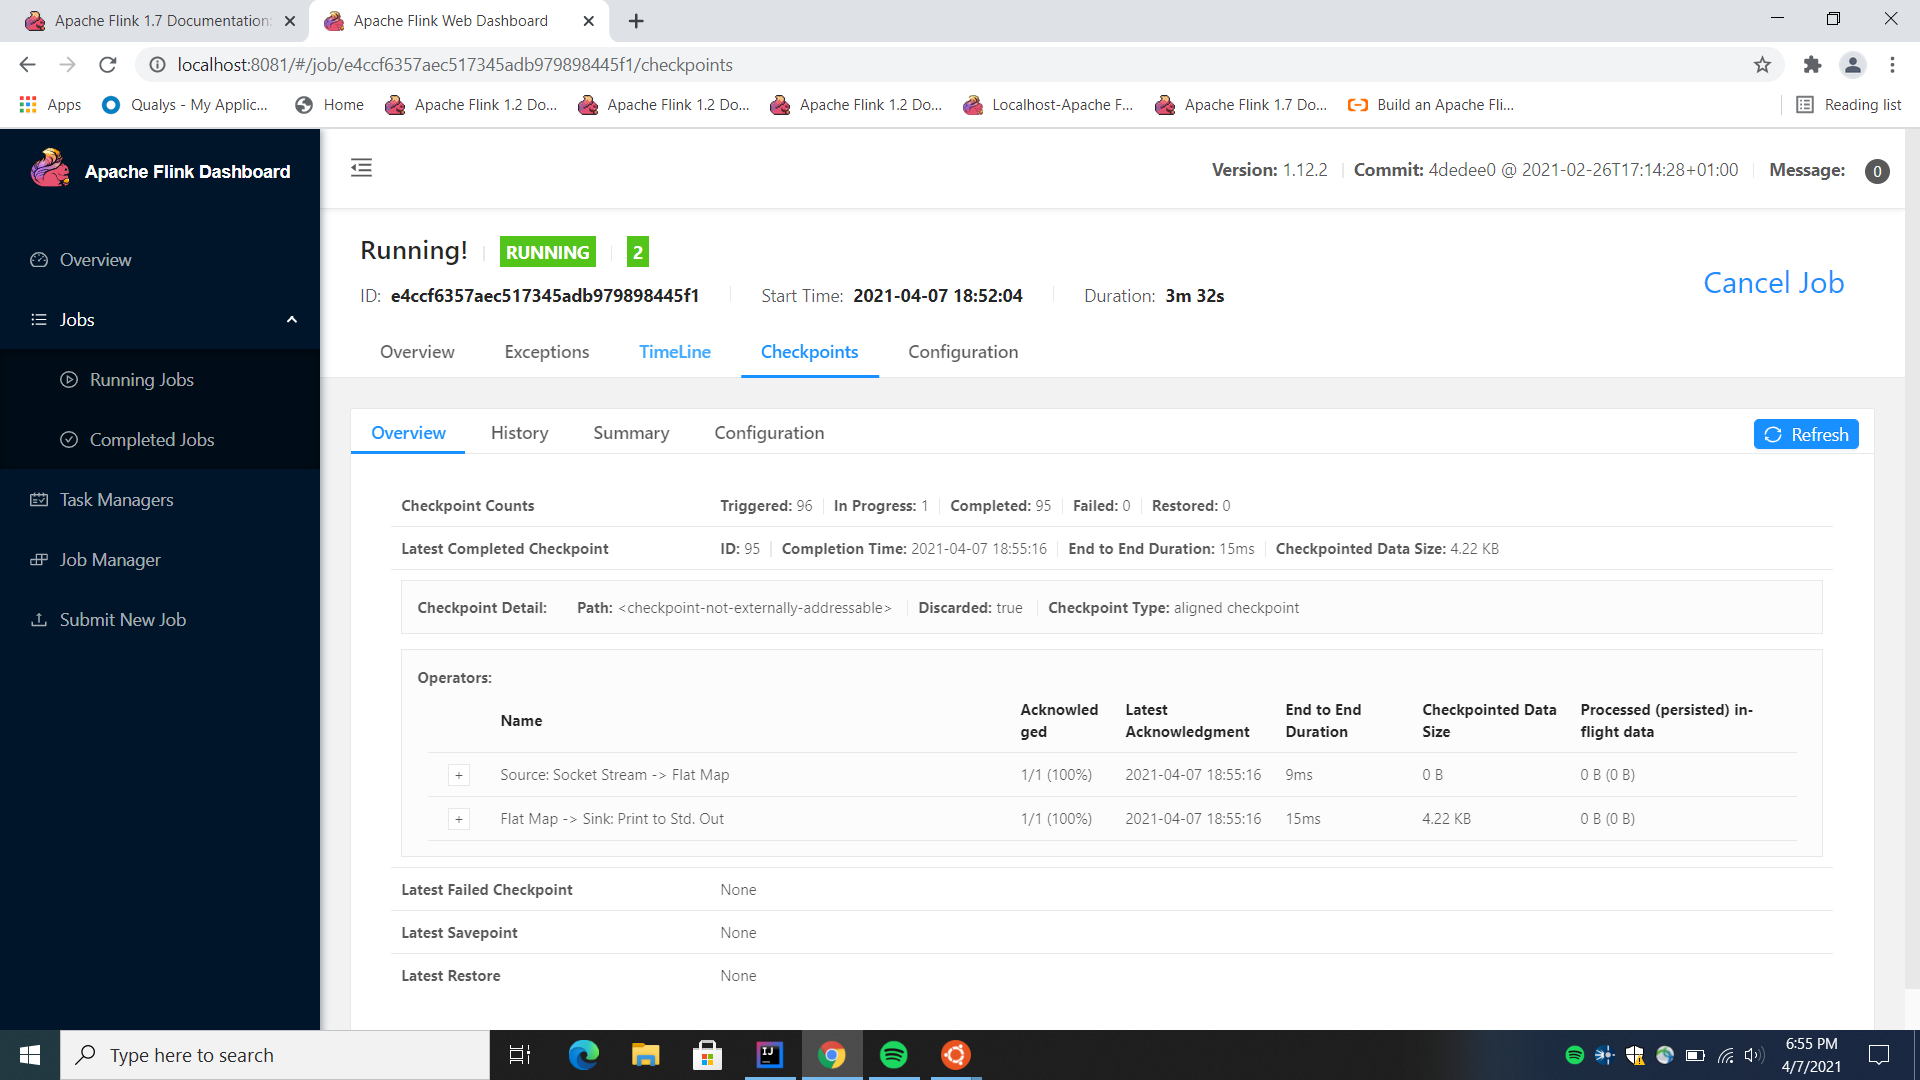 Apache Flink 1.7 Documentation:
Apache Flink Web Dashboard
localhost:8081/#/job/e4ccf6357aec517345adb979898445f1/checkpoints
Apps
Qualys - My Applic...
Home
Apache Flink 1.2 Do...
Apache Flink 1.2 Do...
Apache Flink 1.2 Do...
Localhost-Apache F...
Apache Flink 1.7 Do...
Build an Apache Fli...
Reading list
Apache Flink Dashboard
Version: 1.12.2 Commit: 4dedee0 @ 2021-02-26T17:14:28+01:00 Message: 0
Overview
Jobs
Running Jobs
Completed Jobs
Task Managers
Job Manager
Submit New Job
Running! RUNNING 2
ID: e4ccf6357aec517345adb979898445f1 Start Time: 2021-04-07 18:52:04 Duration: 3m 32s
Cancel Job
Overview Exceptions TimeLine Checkpoints Configuration
Overview History Summary Configuration Refresh
Checkpoint Counts Triggered: 96 In Progress: 1 Completed: 95 Failed: 0 Restored: 0
Latest Completed Checkpoint ID: 95 Completion Time: 2021-04-07 18:55:16 End to End Duration: 15ms Checkpointed Data Size: 4.22 KB
Checkpoint Detail: Path: <checkpoint-not-externally-addressable> Discarded: true Checkpoint Type: aligned checkpoint
Operators:
Name Acknowled
ged Latest
Acknowledgment End to End
Duration Checkpointed Data
Size Processed (persisted) in-
flight data
+ Source: Socket Stream -> Flat Map 1/1 (100%) 2021-04-07 18:55:16 9ms 0 B 0 B (0 B)
+ Flat Map -> Sink: Print to Std. Out 1/1 (100%) 2021-04-07 18:55:16 15ms 4.22 KB 0 B (0 B)
Latest Failed Checkpoint None
Latest Savepoint None
Latest Restore None
Type here to search
IJ
6:55 PM
4/7/2021